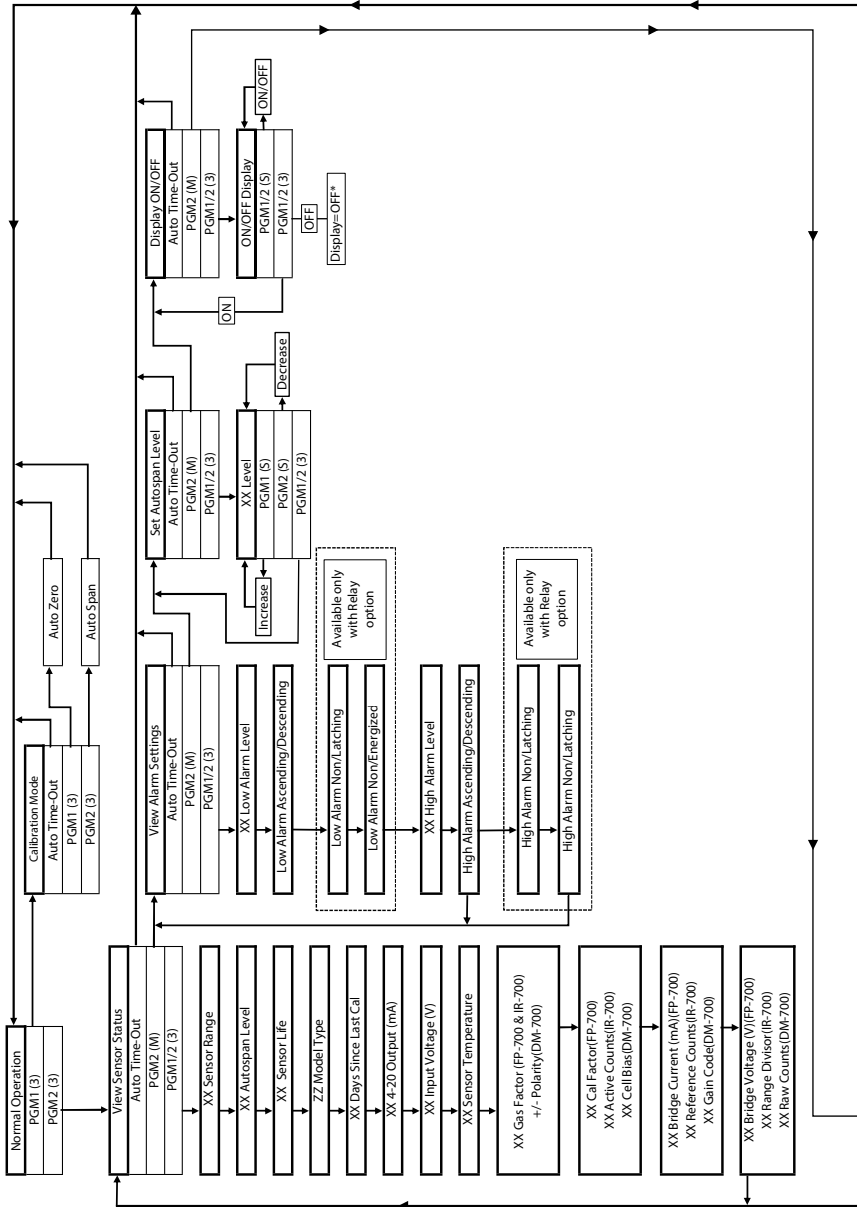 Normal Operation
PGM1 (3)
PGM2 (3)
Calibration Mode
Auto Time-Out
PGM1 (3)
PGM2 (3)
Auto Zero
Auto Span
View Sensor Status
Auto Time-Out
PGM2 (M)
PGM1/2 (3)
XX Sensor Range
XX Autospan Level
XX Sensor Life
ZZ Model Type
XX Days Since Last Cal
XX 4-20 Output (mA)
XX Input Voltage (V)
XX Sensor Temperature
XX Gas Factor (FP-700 & IR-700)
+/- Polarity(DM-700)
XX Cal Factor(FP-700)
XX Active Counts(IR-700)
XX Cell Bias(DM-700)
XX Bridge Current (mA)(FP-700)
XX Reference Counts(IR-700)
XX Gain Code(DM-700)
XX Bridge Voltage (V)(FP-700)
XX Range Divisor(IR-700)
XX Raw Counts(DM-700)
View Alarm Settings
Auto Time-Out
PGM2 (M)
PGM1/2 (3)
XX Low Alarm Level
Low Alarm Ascending/Descending
Low Alarm Non/Latching
Low Alarm Non/Energized
Available only
with Relay
option
XX High Alarm Level
High Alarm Ascending/Descending
High Alarm Non/Latching
High Alarm Non/Latching
Available only
with Relay
option
Set Autospan Level
Auto Time-Out
PGM2 (M)
PGM1/2 (3)
XX Level
PGM1 (S)
PGM2 (S)
PGM1/2 (3)
Increase
Decrease
Display ON/OFF
Auto Time-Out
PGM2 (M)
PGM1/2 (3)
ON/OFF Display
PGM1/2 (S)
PGM1/2 (3)
ON/OFF
ON
OFF
Display=OFF*